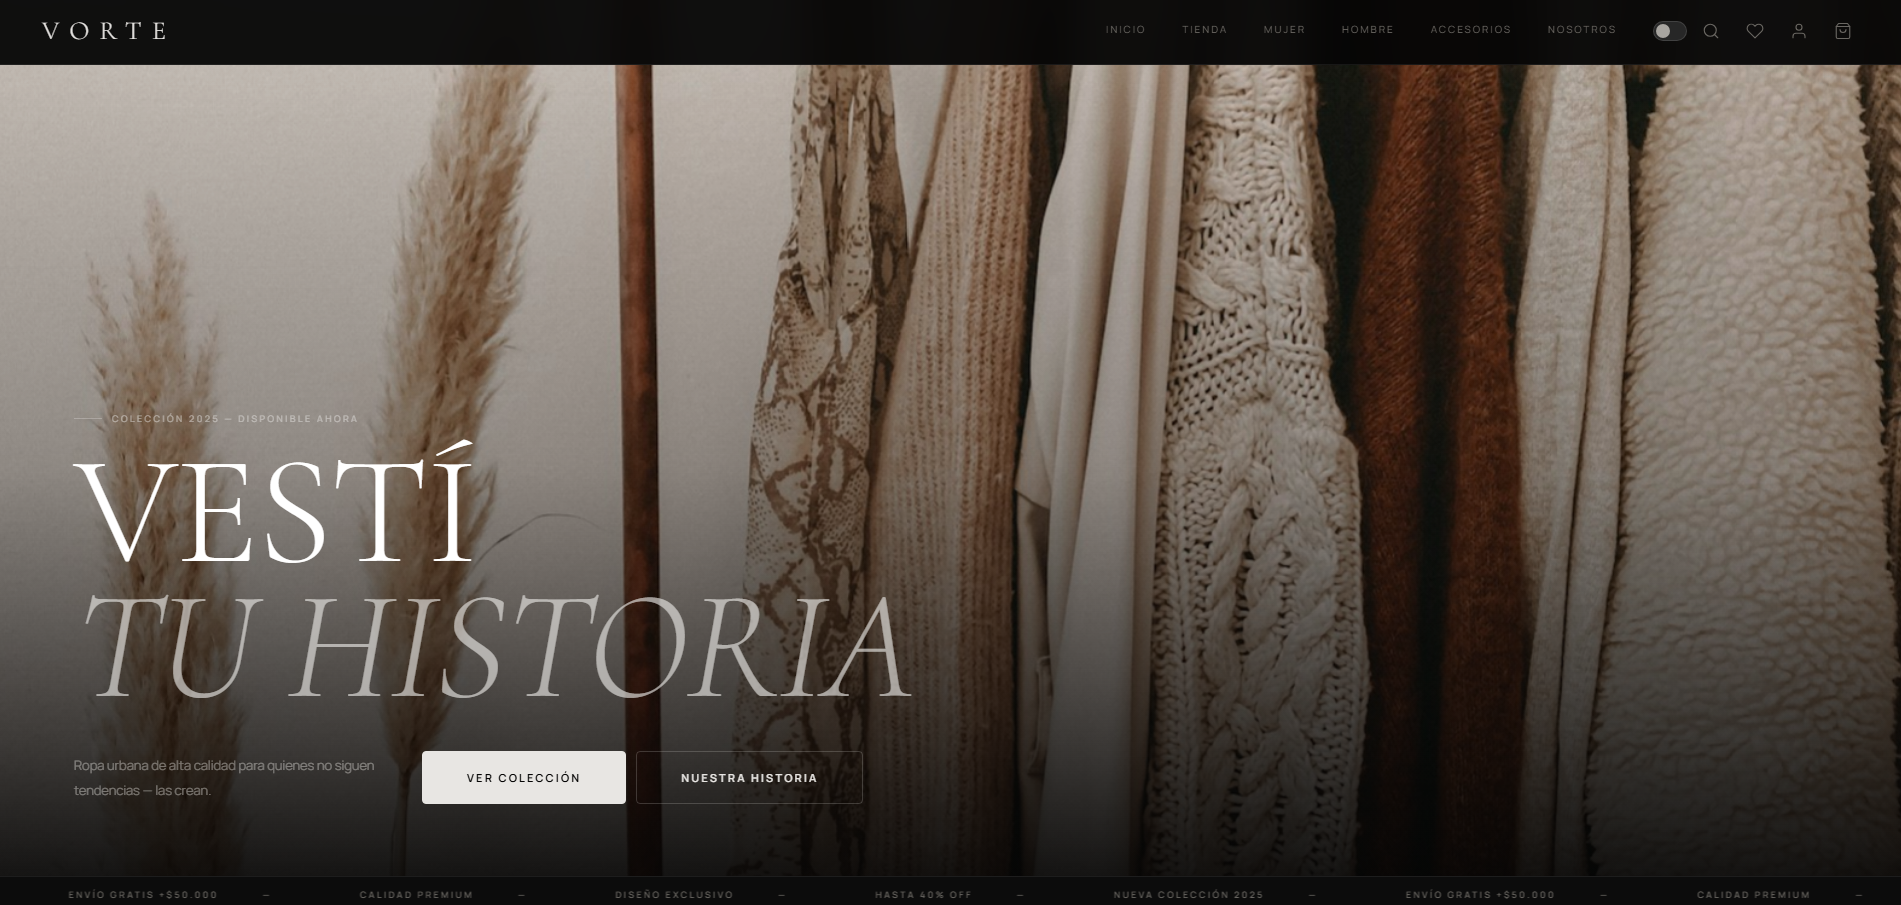 VORTE
INICIO TIENDA MUJER HOMBRE ACCESORIOS NOSOTROS
COLECCIÓN 2025 — DISPONIBLE AHORA
VESTÍ
TU HISTORIA
Ropa urbana de alta calidad para quienes no siguen
tendencias — las crean.
VER COLECCIÓN
NUESTRA HISTORIA
ENVÍO GRATIS +$50.000 — CALIDAD PREMIUM — DISEÑO EXCLUSIVO — HASTA 40% OFF — NUEVA COLECCIÓN 2025 — ENVÍO GRATIS +$50.000 — CALIDAD PREMIUM —